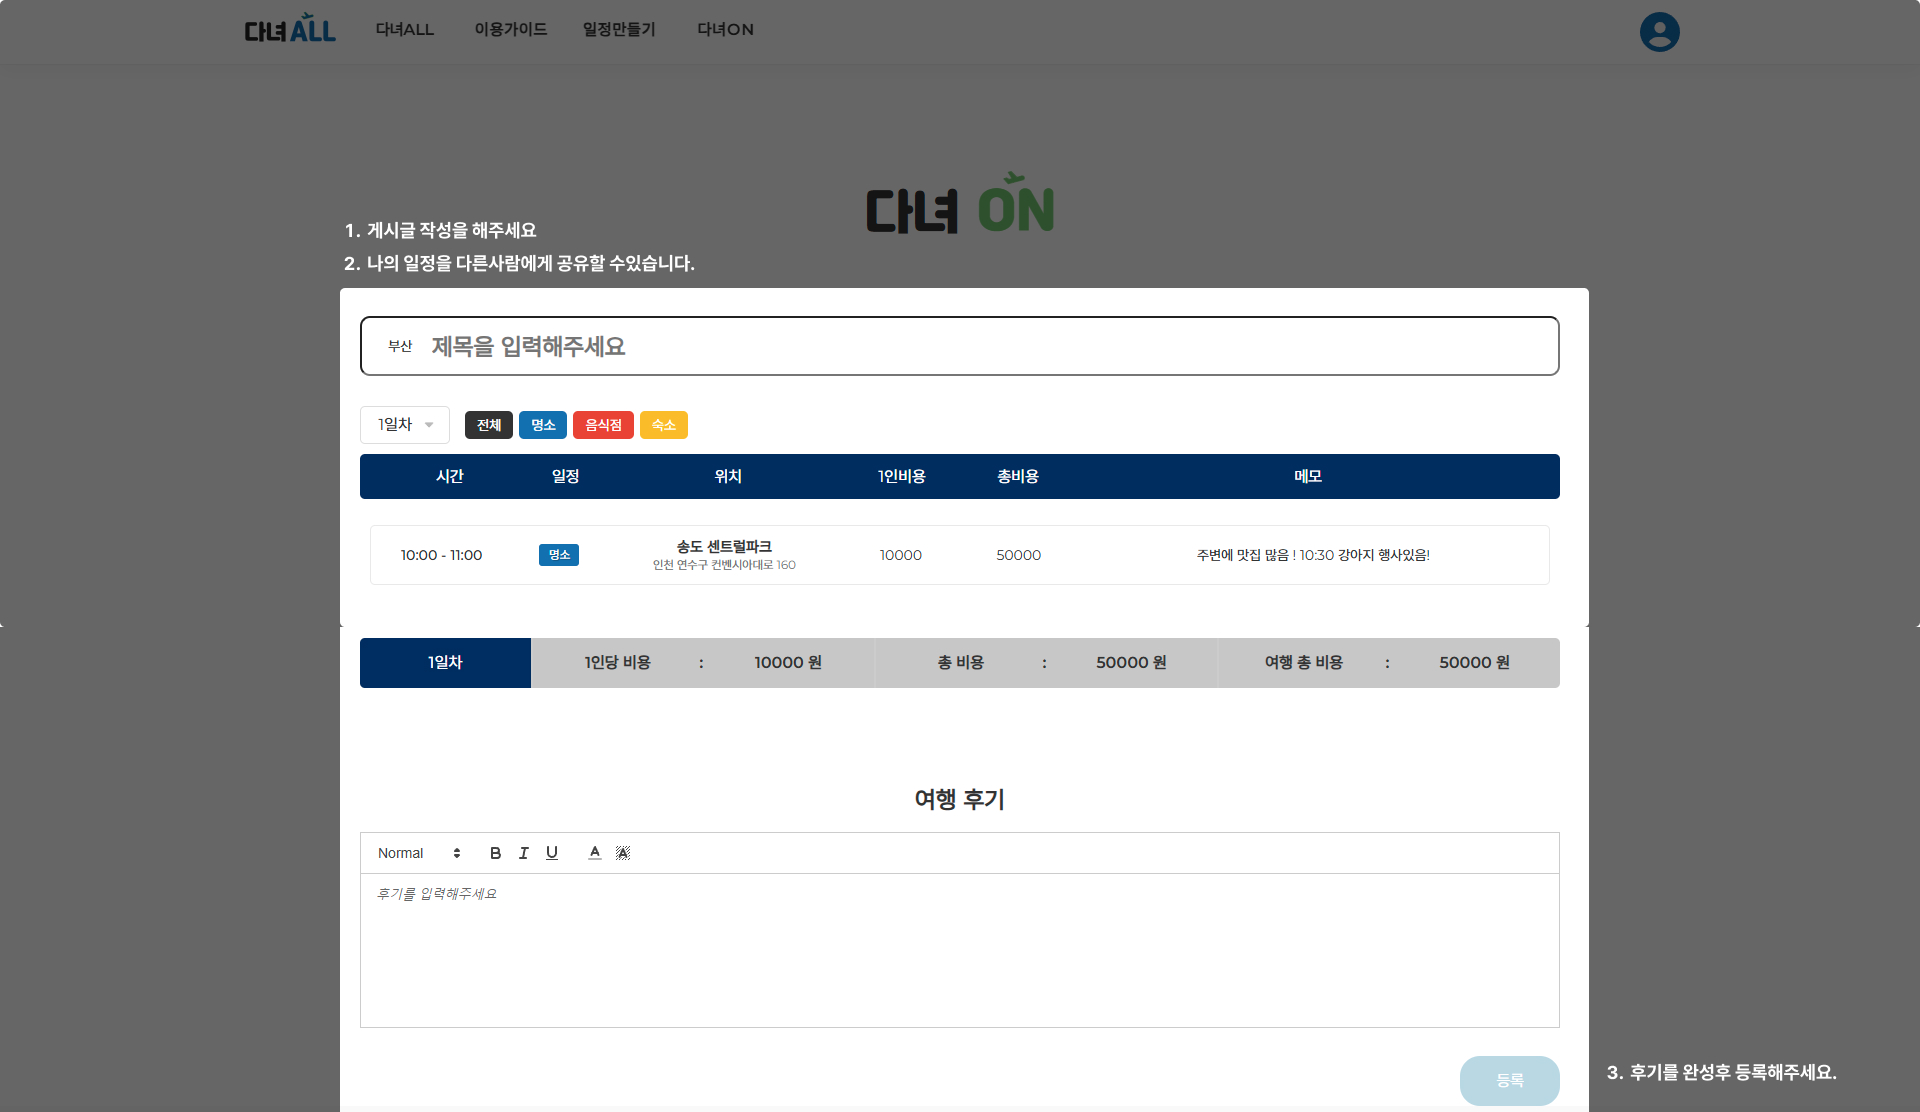 다녀ALL 다녀ALL 이용가이드 일정만들기 다녀ON
다녀 ON
1. 게시글 작성을 해주세요
2. 나의 일정을 다른사람에게 공유할 수있습니다.
부산 제목을 입력해주세요
1일차 전체 명소 음식점 숙소
시간 일정 위치 1인비용 총비용 메모
10:00 - 11:00 명소 송도 센트럴파크 10000 50000 주변에 맛집 많음 ! 10:30 강아지 행사있음!
인천 연수구 컨벤시아대로 160
1일차 1인당 비용 : 10000 원 총 비용 : 50000 원 여행 총 비용 : 50000 원
여행 후기
Normal B I U A A
후기를 입력해주세요
등록
3. 후기를 완성후 등록해주세요.